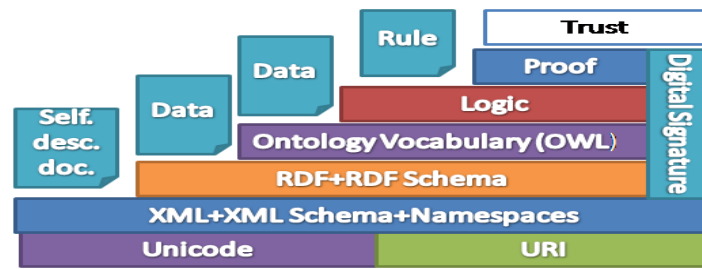 Trust
Rule
Proof
Data
Digital Signature
Data
Logic
Self.
desc.
doc.
Ontology Vocabulary (OWL)
RDF+RDF Schema
XML+XML Schema+Namespaces
Unicode
URI